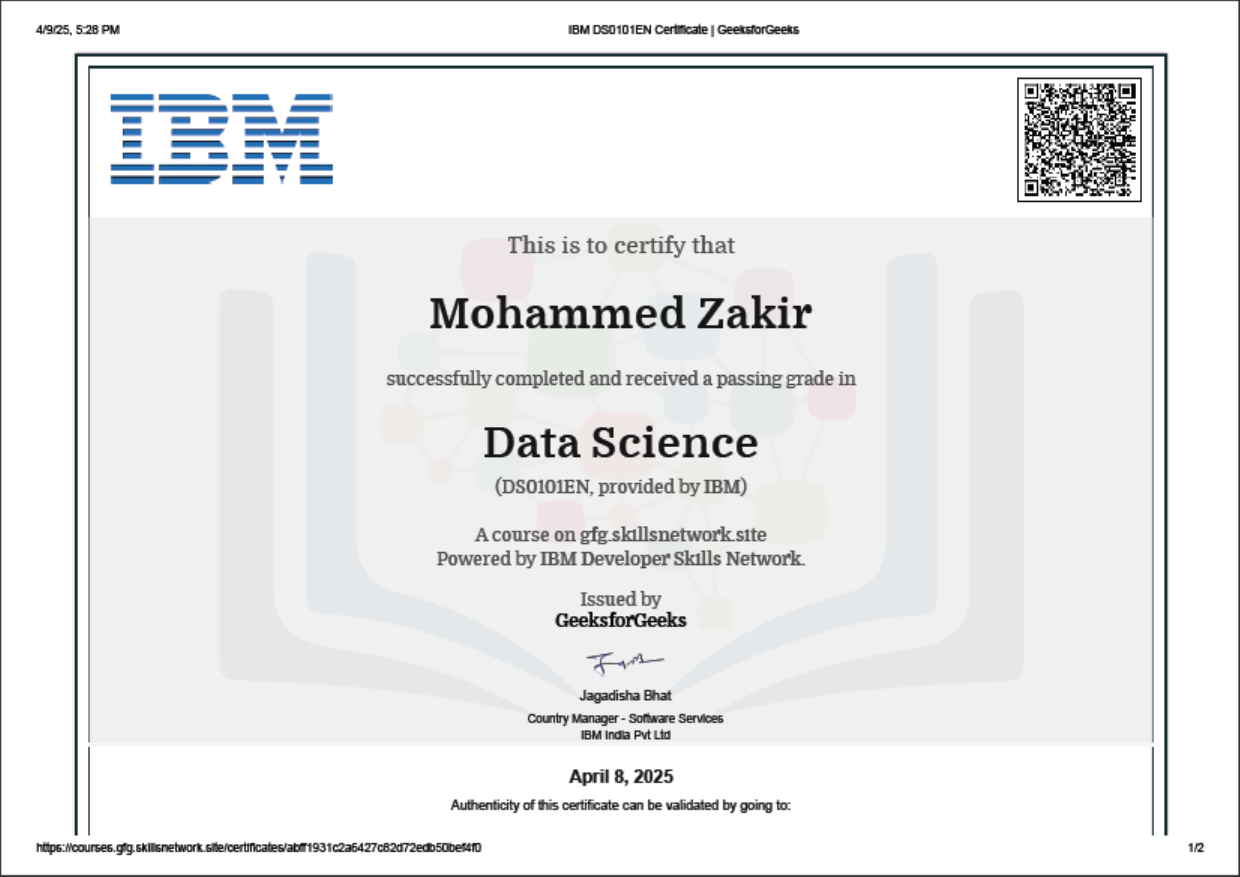 4/9/25, 5:28 PM
IBM DS0101EN Certificate | GeeksforGeeks
IBM
This is to certify that
Mohammed Zakir
successfully completed and received a passing grade in
Data Science
(DS0101EN, provided by IBM)
A course on gfg.skillsnetwork.site
Powered by IBM Developer Skills Network.
Issued by
GeeksforGeeks
Jagadisha Bhat
Country Manager - Software Services
IBM India Pvt Ltd
April 8, 2025
Authenticity of this certificate can be validated by going to:
https://courses.gfg.skillsnetwork.site/certificates/abff1931c2a6427c82d72edb50bef4f0
1/2